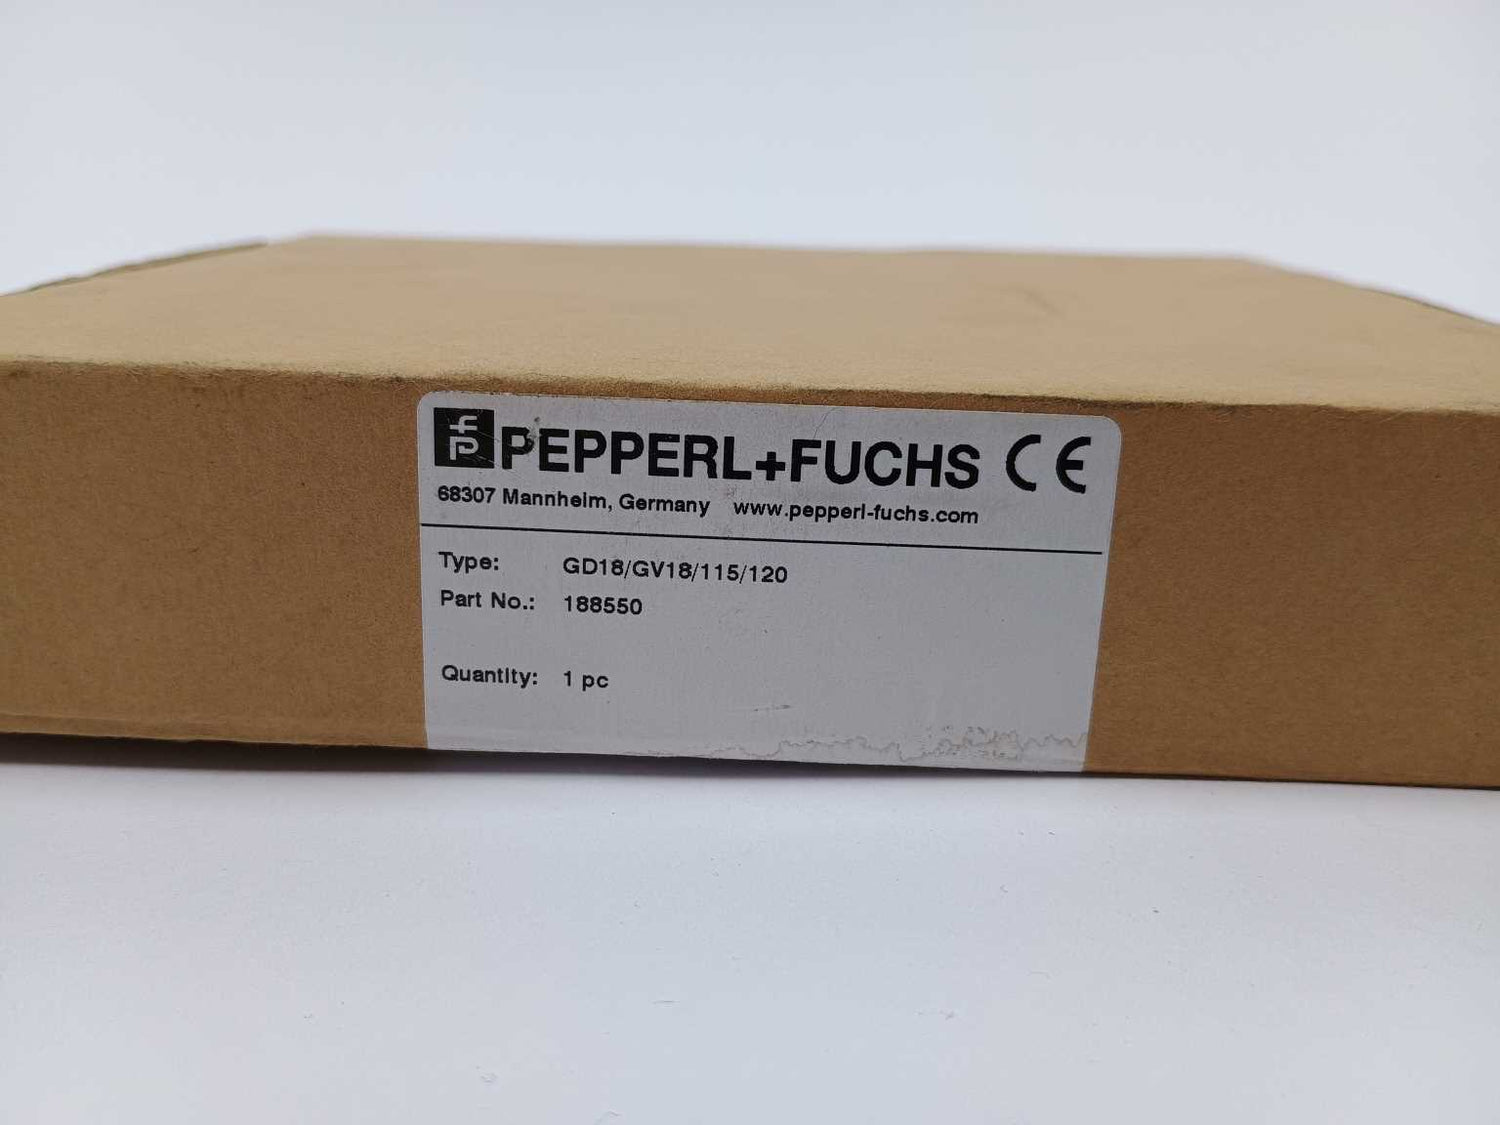 PEPPERL+FUCHS CE
68307 Mannheim, Germany www.pepperl-fuchs.com
Type: GD18/GV18/115/120
Part No.: 188550
Quantity: 1 pc